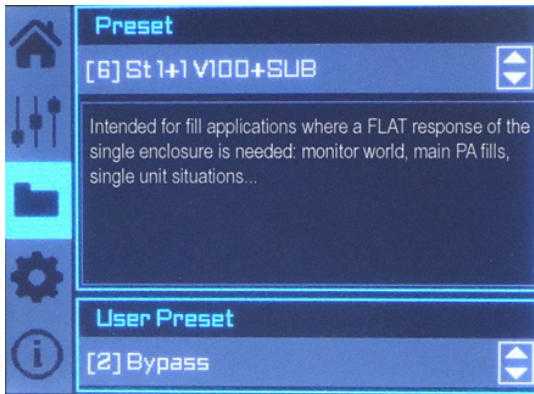 Preset
[6] St 1+1 V100+SUB
Intended for fill applications where a FLAT response of the
single enclosure is needed: monitor world, main PA fills,
single unit situations...
User Preset
[2] Bypass